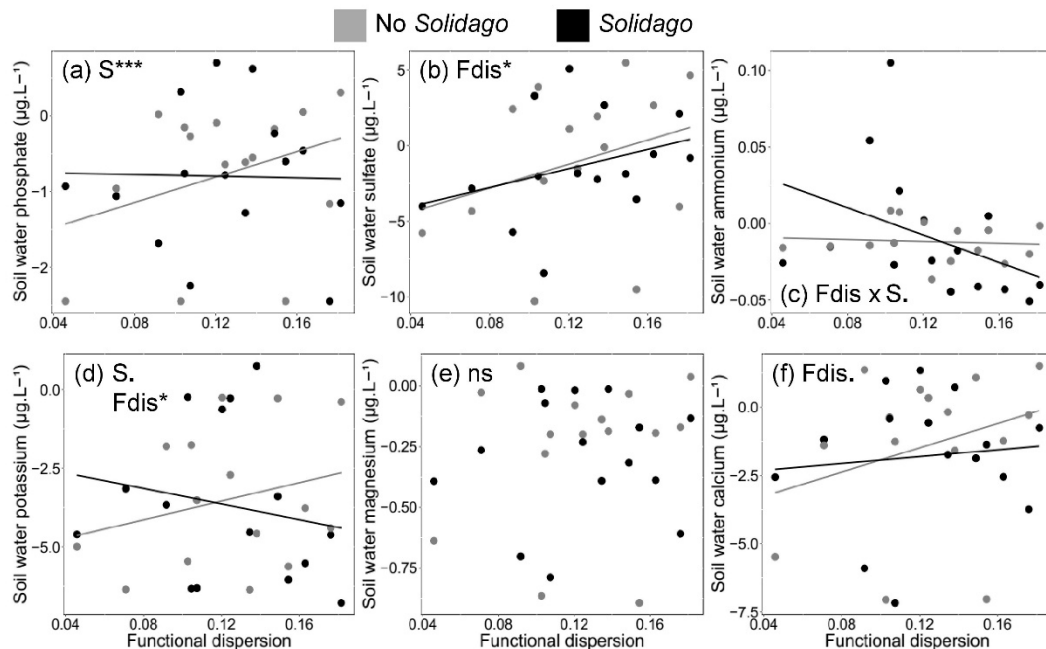 No Solidago Solidago
(a) S***
Soil water phosphate (µg.L−1)
0
−1
−2
0.04 0.08 0.12 0.16
(b) Fdis*
Soil water sulfate (µg.L−1)
5
0
−5
−10
0.04 0.08 0.12 0.16
(c) Fdis x S.
Soil water ammonium (µg.L−1)
0.10
0.05
−0.00
−0.05
0.04 0.08 0.12 0.16
(d) S.
Fdis*
Soil water potassium (µg.L−1)
0.0
−2.5
−5.0
0.04 0.08 0.12 0.16
Functional dispersion
(e) ns
Soil water magnesium (µg.L−1)
0.00
−0.25
−0.50
−0.75
0.04 0.08 0.12 0.16
Functional dispersion
(f) Fdis.
Soil water calcium (µg.L−1)
0.0
−2.5
−5.0
−7.5
0.04 0.08 0.12 0.16
Functional dispersion